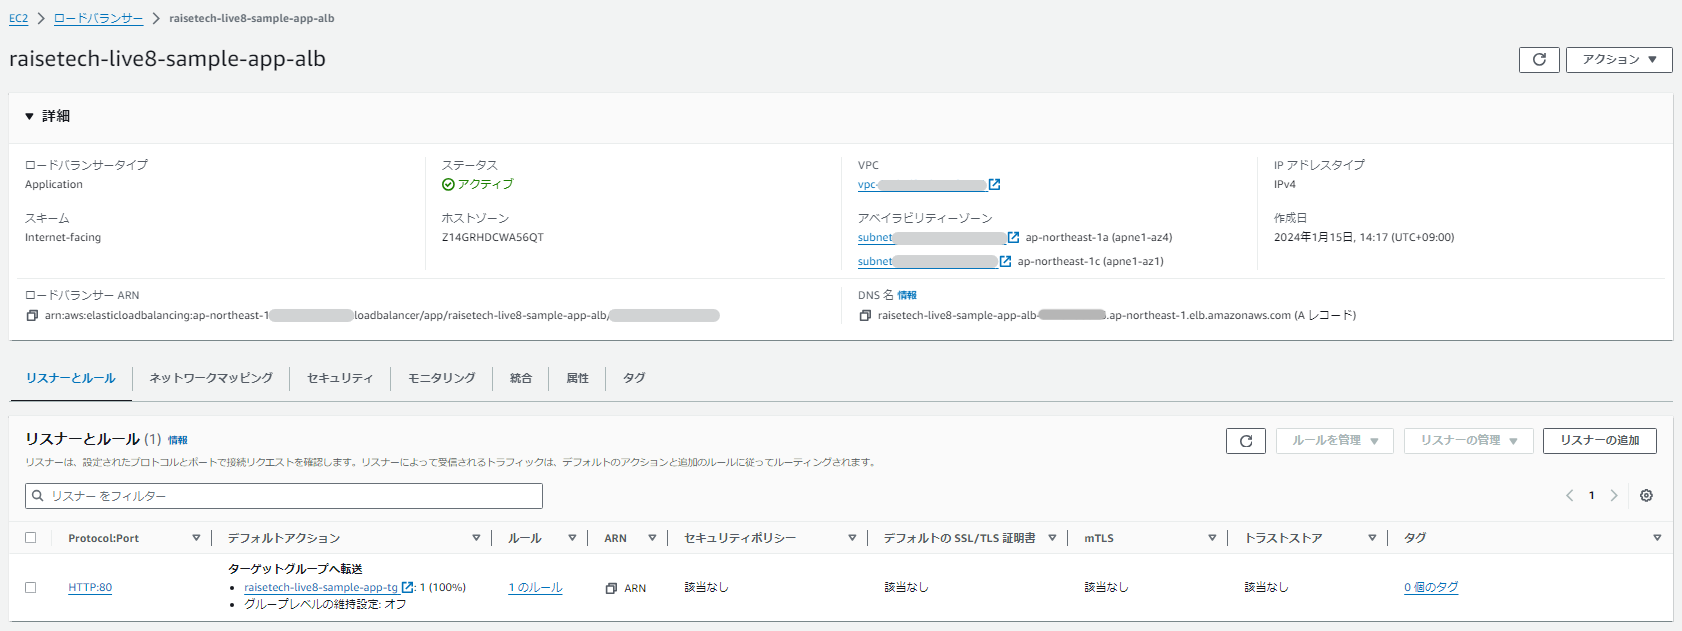 EC2 > ロードバランサー > raisetech-live8-sample-app-alb
raisetech-live8-sample-app-alb
アクション ▼
▼ 詳細
ロードバランサータイプ
Application
ステータス
アクティブ
VPC
vpc-
IP アドレスタイプ
IPv4
スキーム
Internet-facing
ホストゾーン
Z14GRHDCWA56QT
アベイラビリティーゾーン
subnet ap-northeast-1a (apne1-az4)
subnet ap-northeast-1c (apne1-az1)
作成日
2024年1月15日, 14:17 (UTC+09:00)
ロードバランサー ARN
arn:aws:elasticloadbalancing:ap-northeast-1 loadbalancer/app/raisetech-live8-sample-app-alb/
DNS 名 情報
raisetech-live8-sample-app-alb- .ap-northeast-1.elb.amazonaws.com (A レコード)
リスナーとルール ネットワークマッピング セキュリティ モニタリング 統合 属性 タグ
リスナーとルール (1) 情報
ルールを管理 ▼ リスナーの管理 ▼ リスナーの追加
リスナーは、設定されたプロトコルとポートで接続リクエストを確認します。リスナーによって受信されるトラフィックは、デフォルトのアクションと追加のルールに従ってルーティングされます。
リスナー をフィルター
< 1 >
Protocol:Port デフォルトアクション ルール ARN セキュリティポリシー デフォルトの SSL/TLS 証明書 mTLS トラストストア タグ
ターゲットグループへ転送
HTTP:80 • raisetech-live8-sample-app-tg : 1 (100%) 1 のルール ARN 該当なし 該当なし 該当なし 該当なし 0 個のタグ
• グループレベルの維持設定: オフ